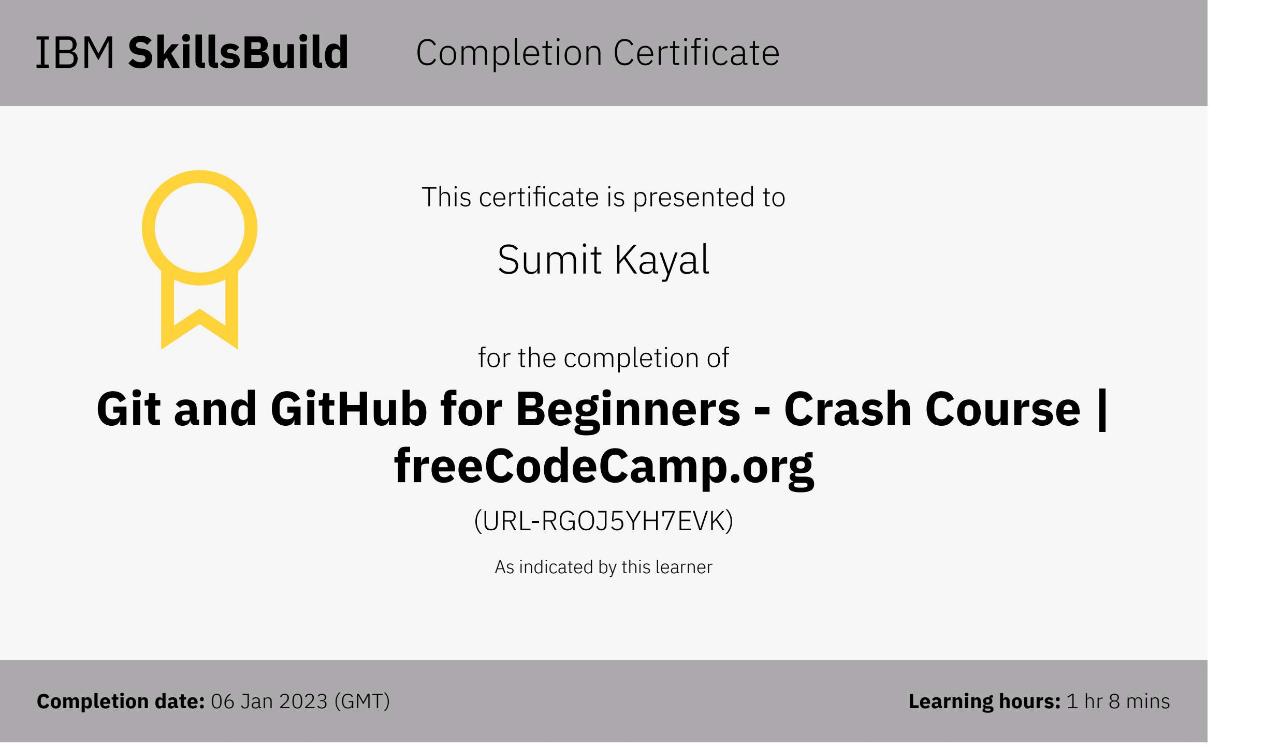 IBM SkillsBuild Completion Certificate
This certificate is presented to
Sumit Kayal
for the completion of
Git and GitHub for Beginners - Crash Course |
freeCodeCamp.org
(URL-RGOJ5YH7EVK)
As indicated by this learner
Completion date: 06 Jan 2023 (GMT) Learning hours: 1 hr 8 mins